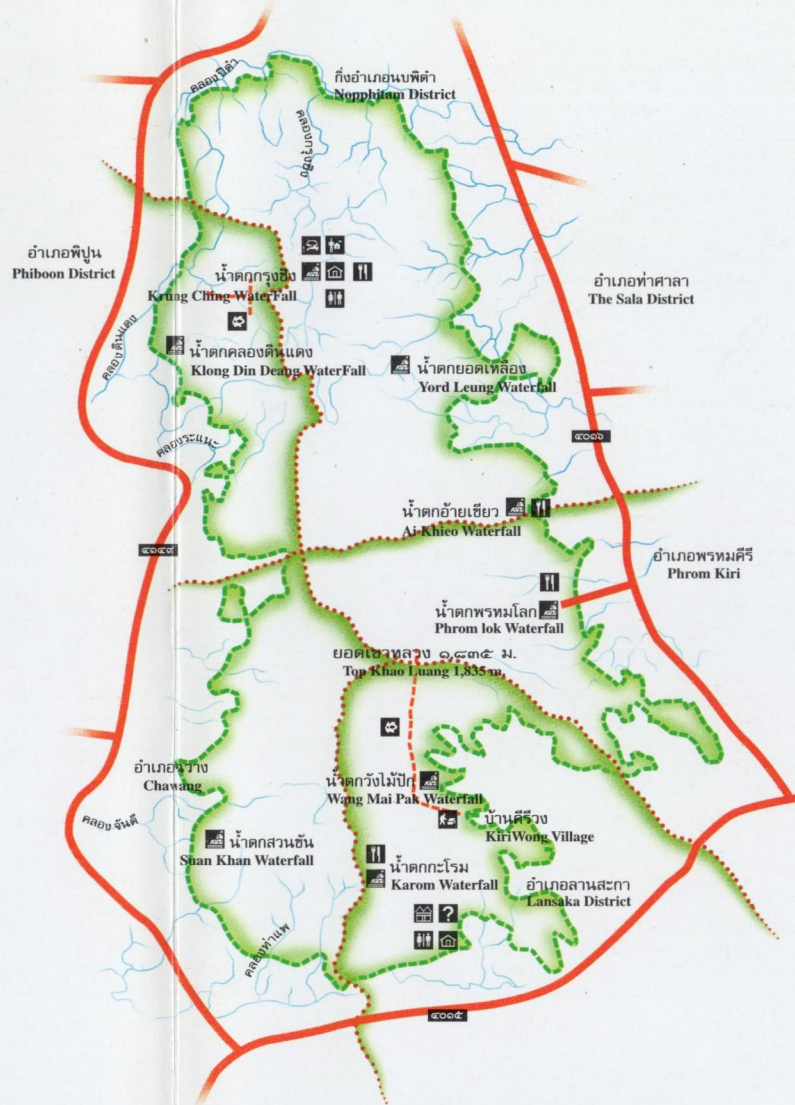 คลองปิดำ
กิ่งอำเภอนบพิตำ
Nopphitam District
คลองกรุงชิง
อำเภอพิปูน
Phiboon District
น้ำตกกรุงชิง
Krung Ching WaterFall
อำเภอท่าศาลา
The Sala District
คลองดินแดง
น้ำตกคลองดินแดง
Klong Din Deang WaterFall
น้ำตกยอดเหลือง
Yord Leung Waterfall
คลองระแนะ
๔๐๑๖
น้ำตกอ้ายเขียว
Ai Khieo Waterfall
๔๑๙๔
อำเภอพรหมคีรี
Phrom Kiri
น้ำตกพรหมโลก
Phrom lok Waterfall
ยอดเขาหลวง ๑,๘๓๕ ม.
Top Khao Luang 1,835 m.
อำเภอฉวาง
Chawang
น้ำตกวังไม้ปัก
Wang Mai Pak Waterfall
คลองจันดี
บ้านคีรีวง
KiriWong Village
น้ำตกสวนขัน
Suan Khan Waterfall
น้ำตกกะโรม
Karom Waterfall
อำเภอลานสะกา
Lansaka District
?
คลองท่าแพ
๔๐๑๕